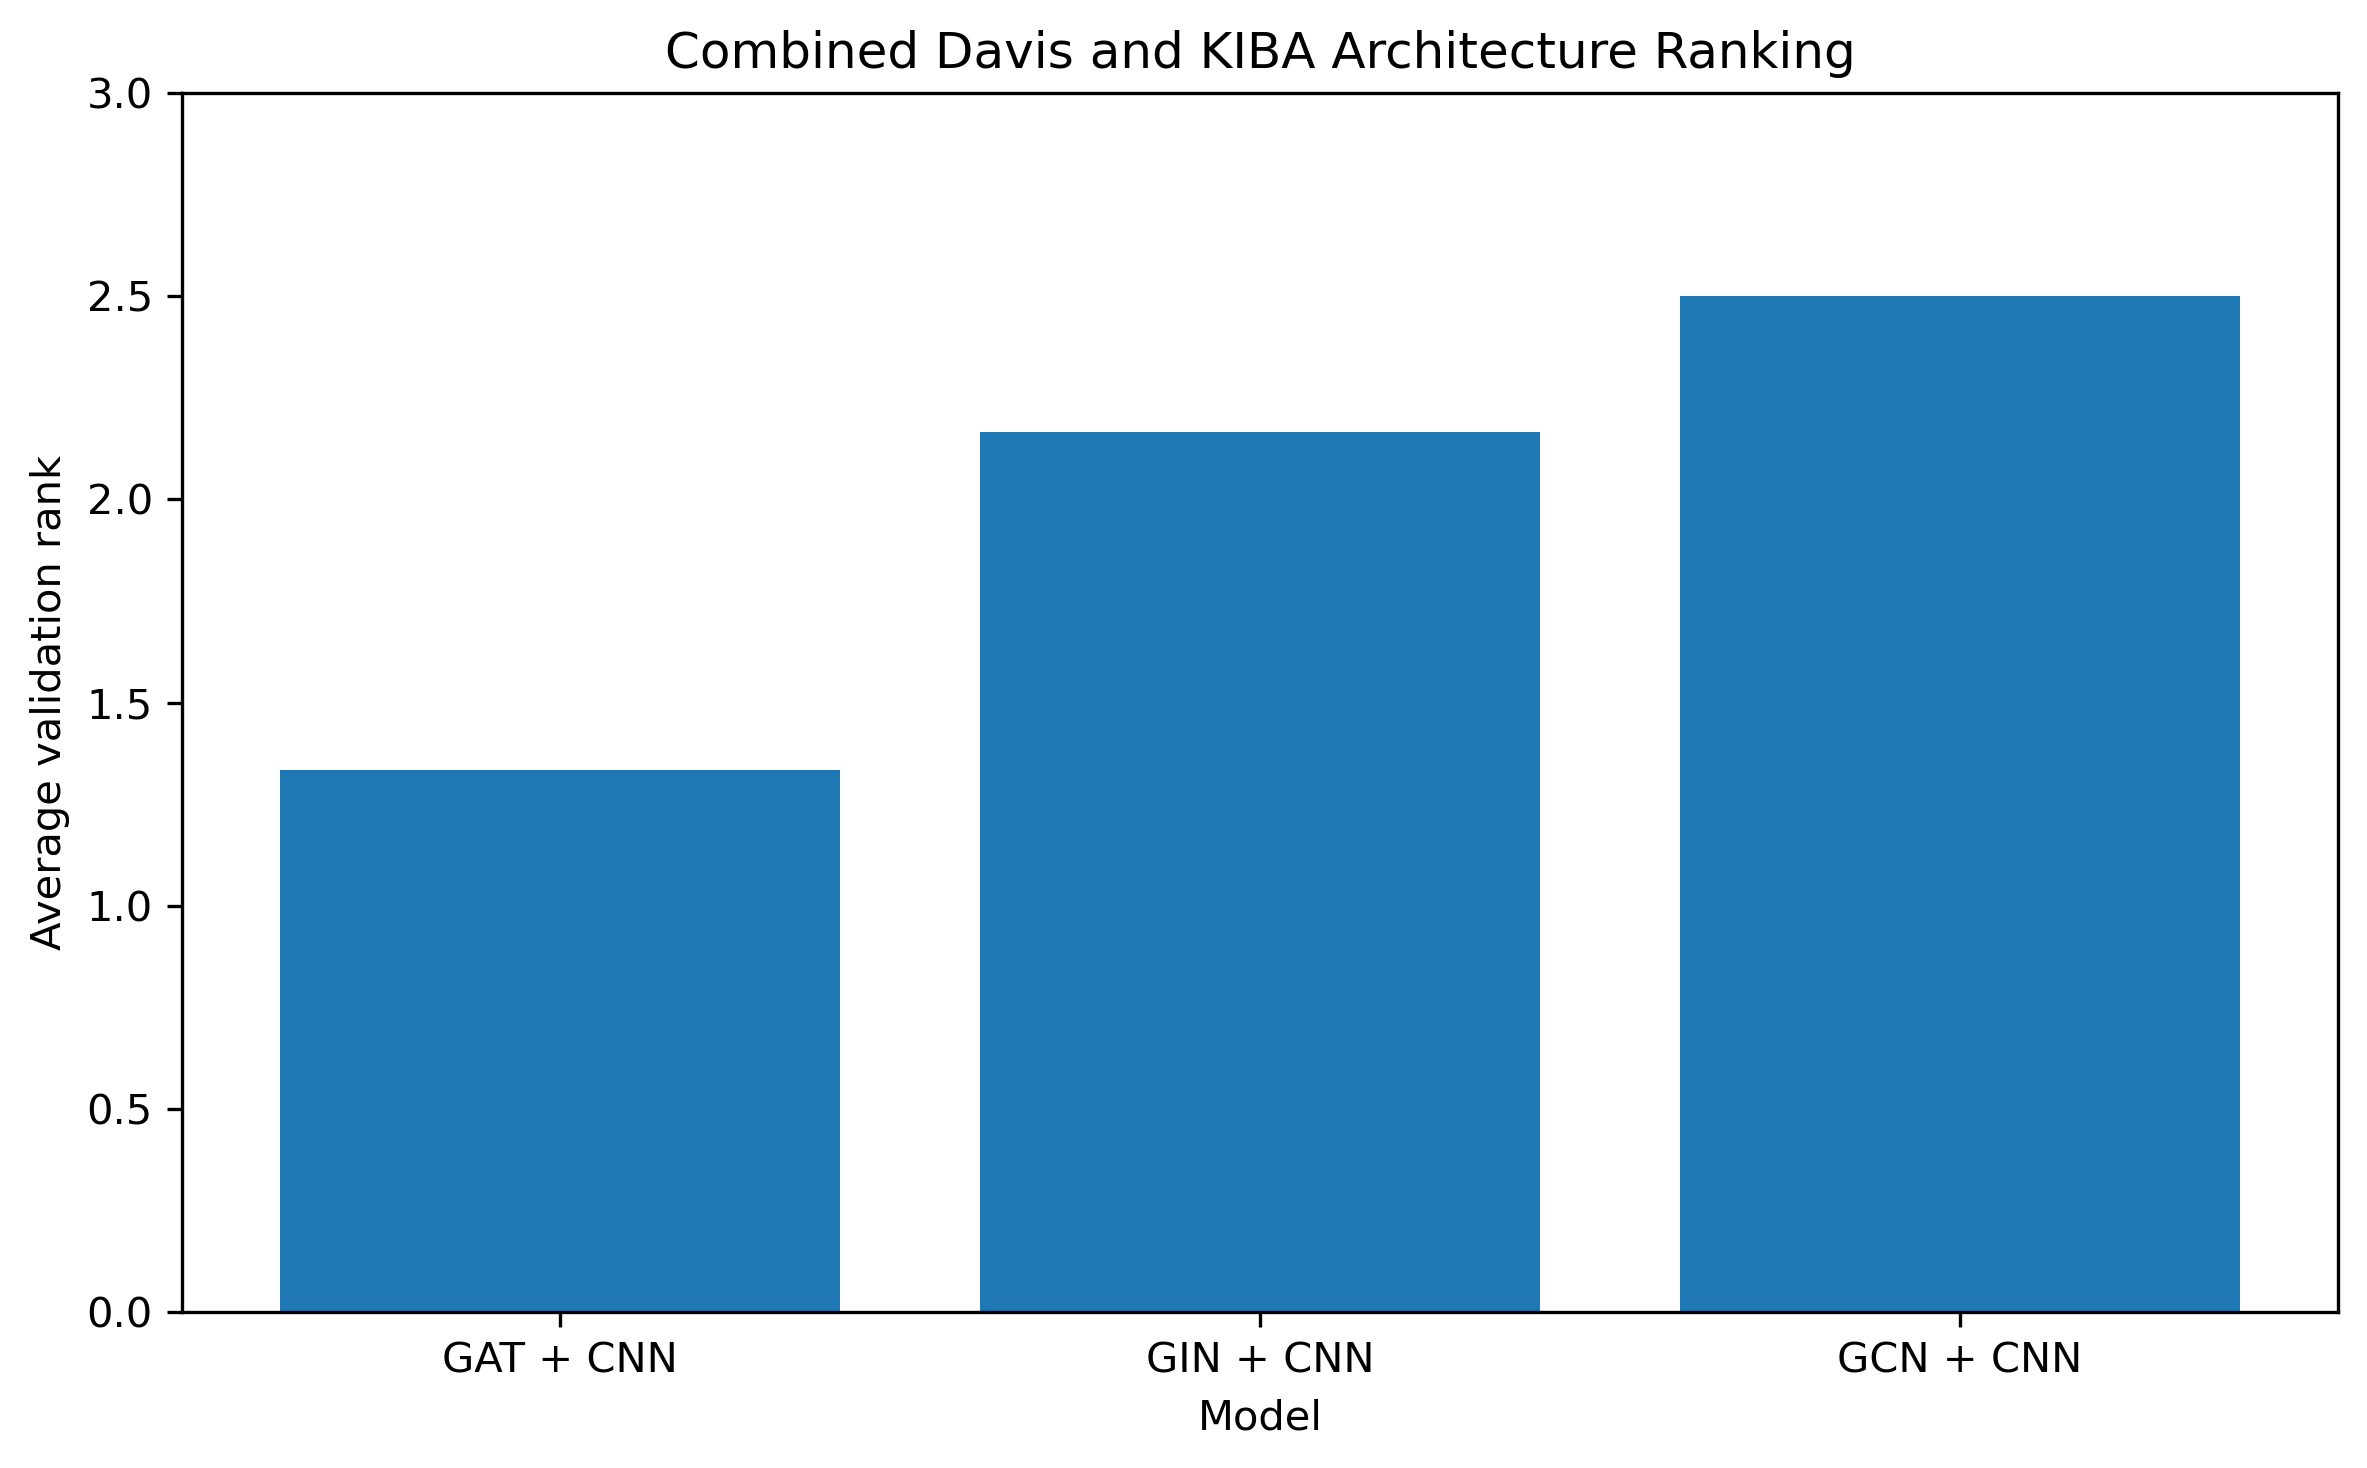 Combined Davis and KIBA Architecture Ranking
3.0
2.5
2.0
1.5
1.0
0.5
0.0
Average validation rank
GAT + CNN
GIN + CNN
GCN + CNN
Model